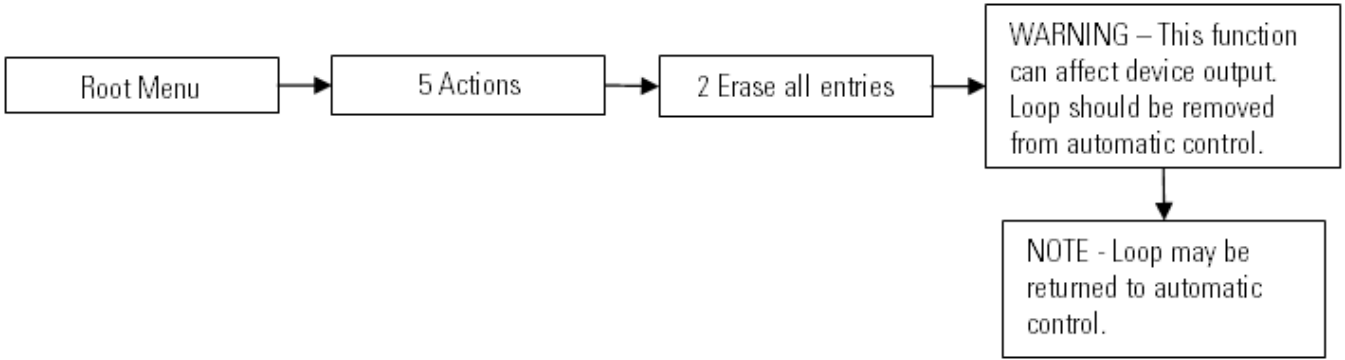 Root Menu
5 Actions
2 Erase all entries
WARNING – This function
can affect device output.
Loop should be removed
from automatic control.
NOTE - Loop may be
returned to automatic
control.